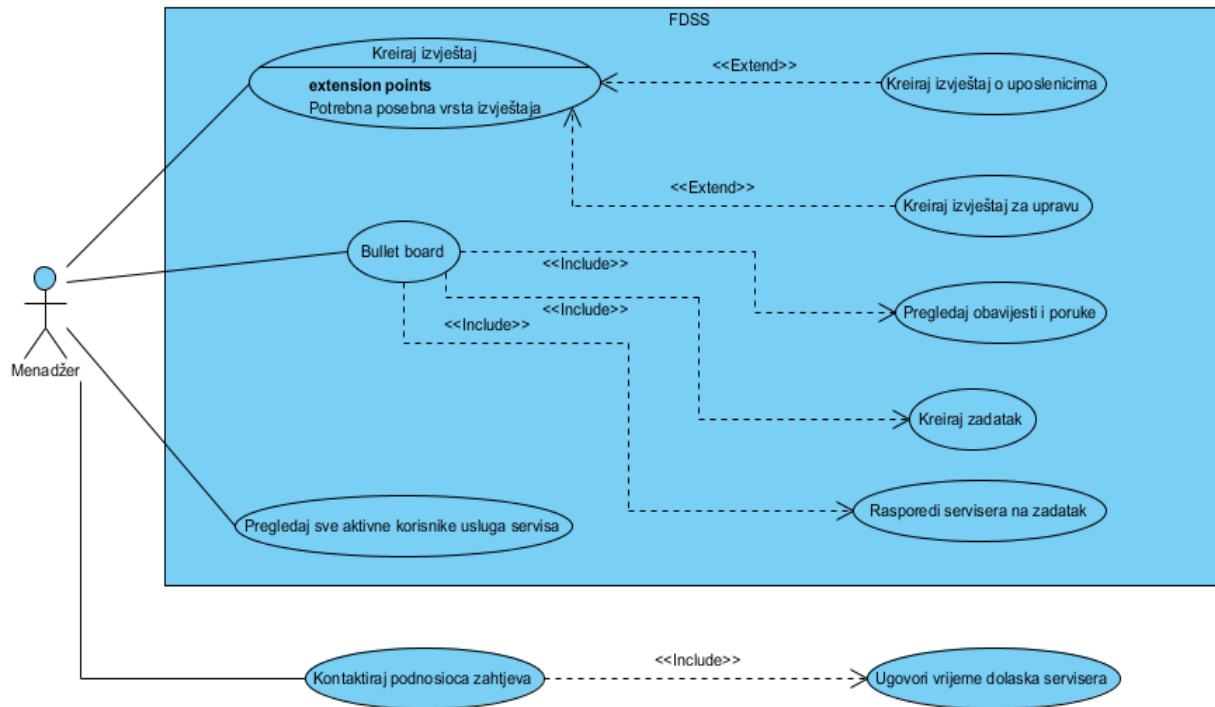 FDSS
Kreiraj izvještaj
extension points
Potrebna posebna vrsta izvještaja
<<Extend>>
Kreiraj izvještaj o uposlenicima
<<Extend>>
Kreiraj izvještaj za upravu
Bullet board
<<Include>>
<<Include>>
<<Include>>
Pregledaj obavijesti i poruke
Menadžer
Kreiraj zadatak
Rasporedi servisera na zadatak
Pregledaj sve aktivne korisnike usluga servisa
Kontaktiraj podnosioca zahtjeva
<<Include>>
Ugovori vrijeme dolaska servisera